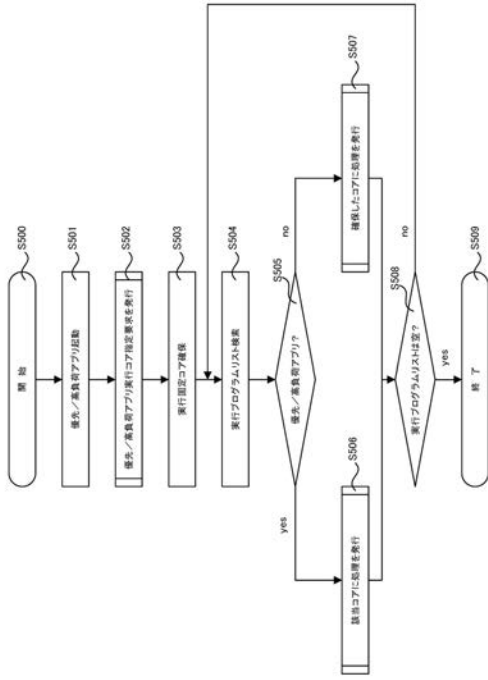 開 始
S500
優先／高負荷アプリ起動
S501
優先／高負荷アプリ実行コア指定要求を発行
S502
実行固定コア確保
S503
実行プログラムリスト検索
S504
優先／高負荷アプリ？
S505
yes
no
該当コアに処理を発行
S506
確保したコアに処理を発行
S507
実行プログラムリストは空？
S508
no
yes
終 了
S509